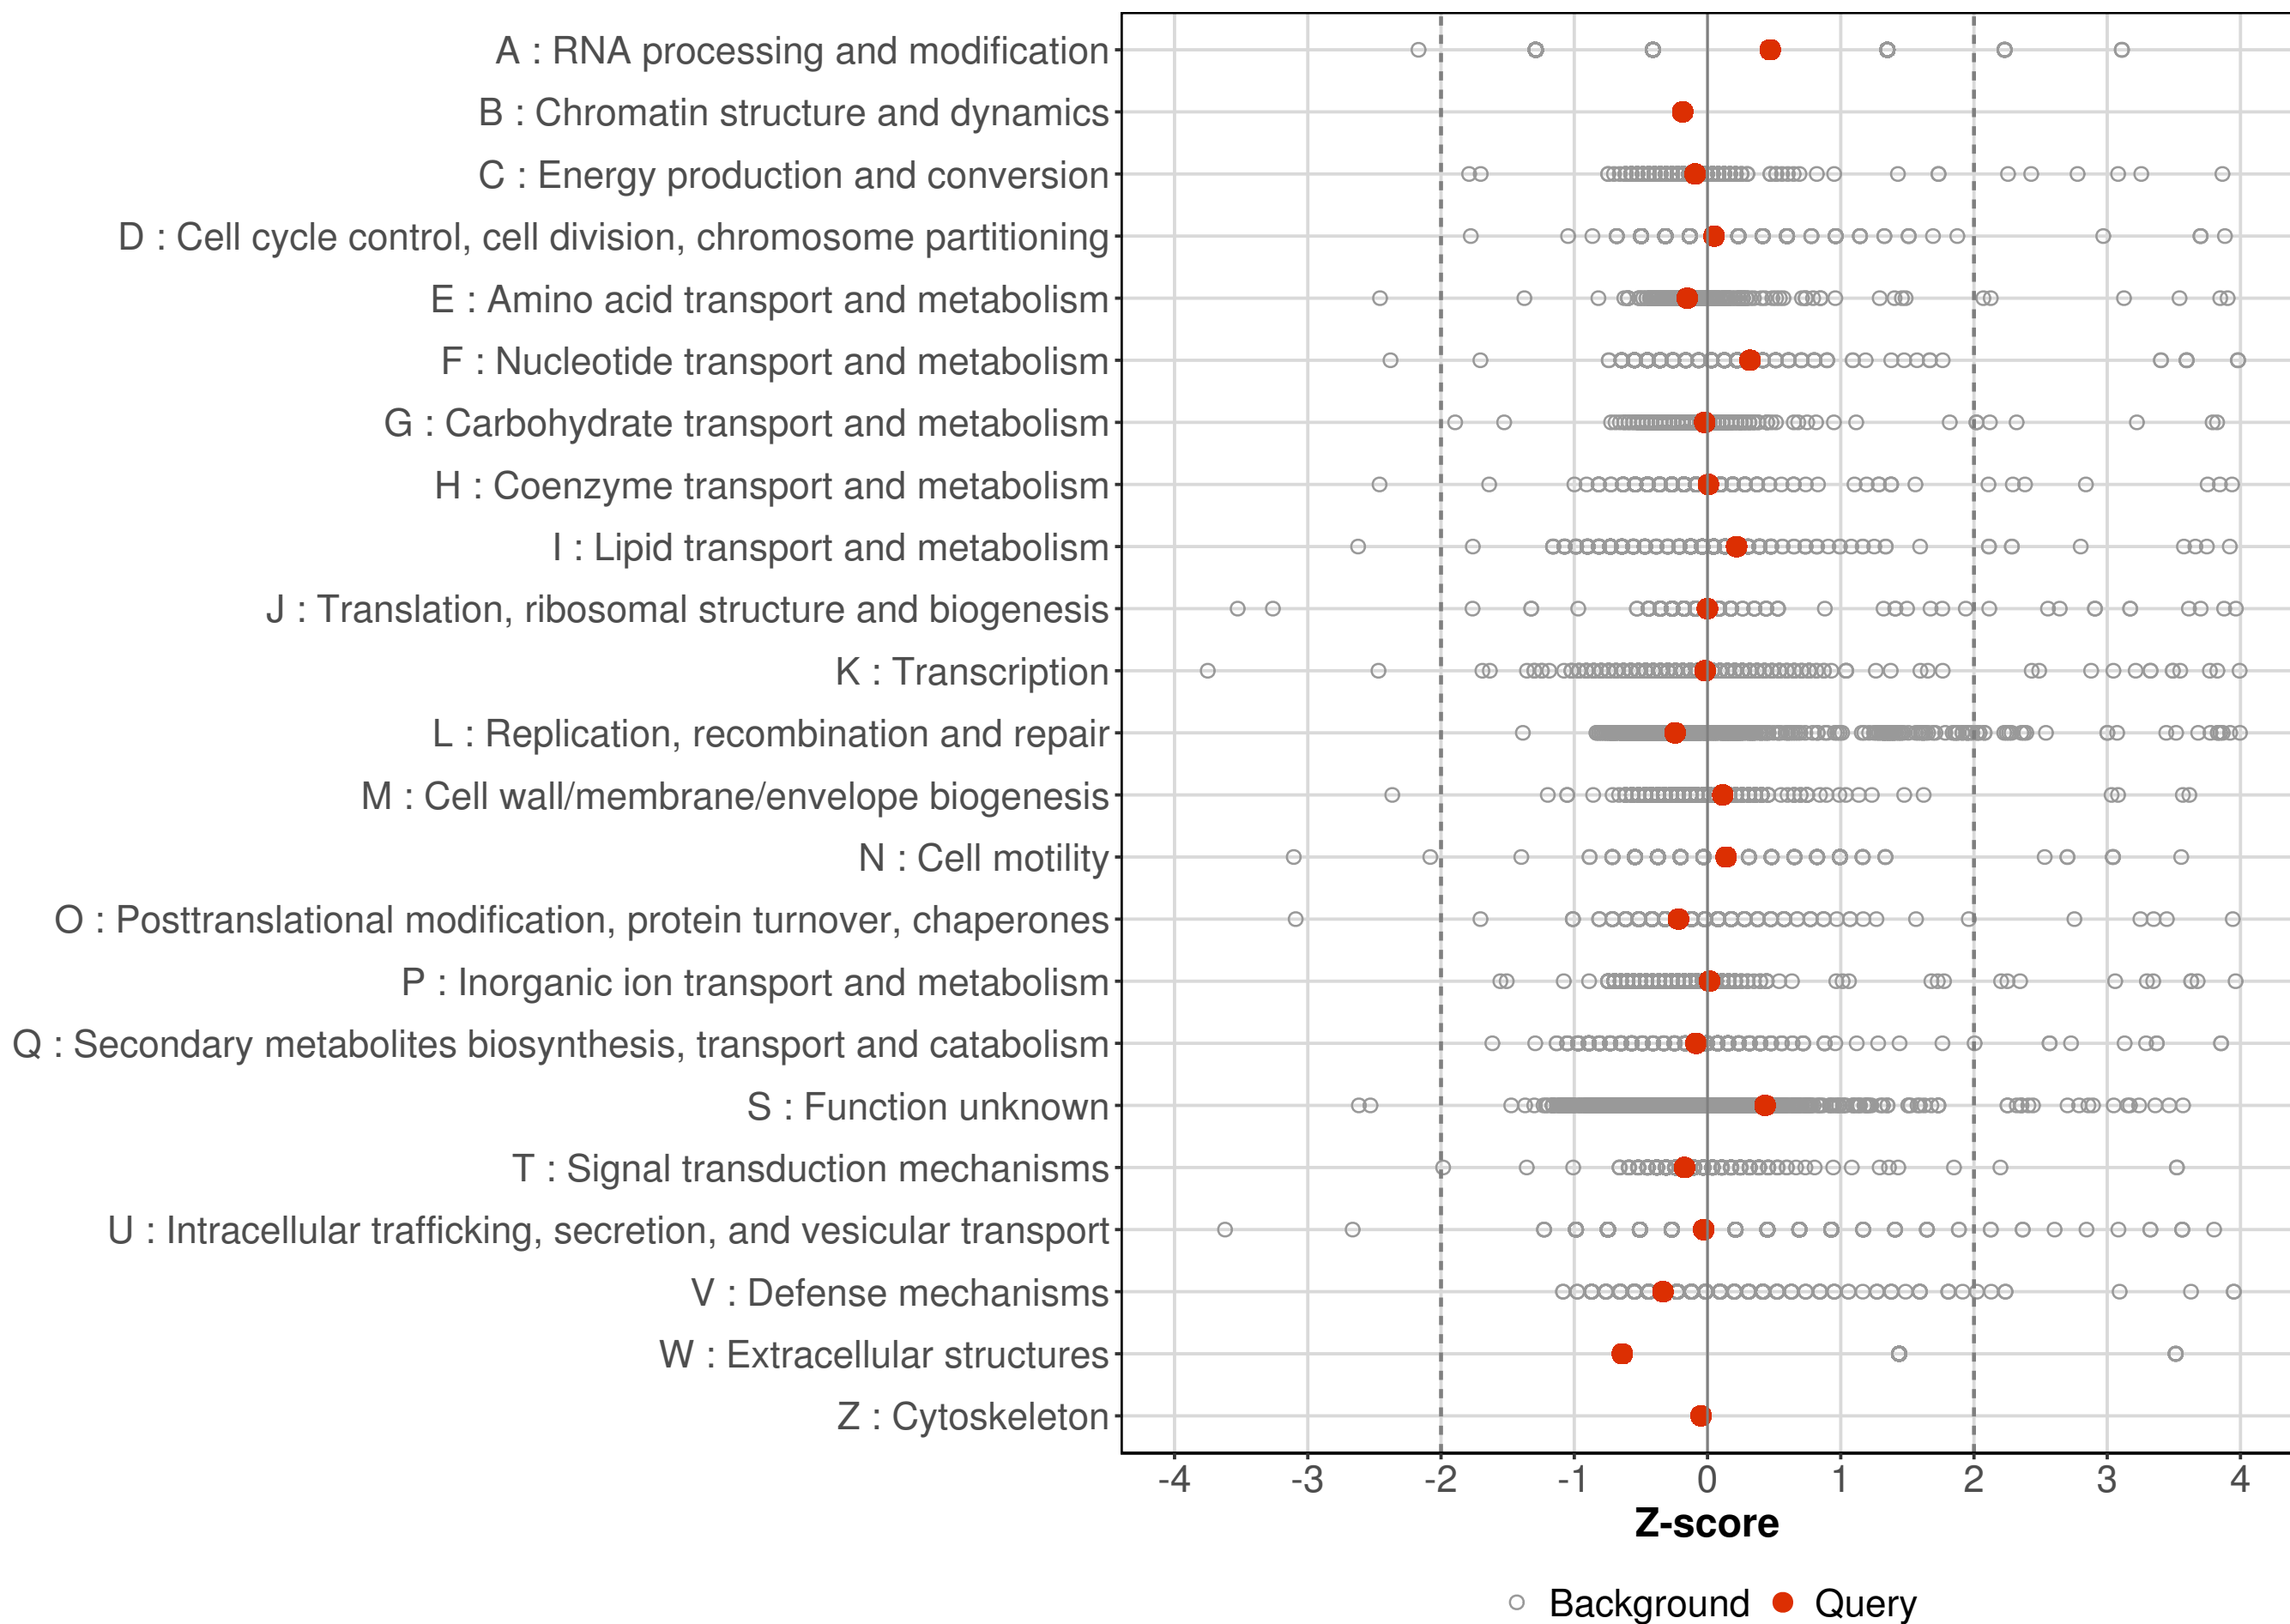 A : RNA processing and modification
B : Chromatin structure and dynamics
C : Energy production and conversion
D : Cell cycle control, cell division, chromosome partitioning
E : Amino acid transport and metabolism
F : Nucleotide transport and metabolism
G : Carbohydrate transport and metabolism
H : Coenzyme transport and metabolism
I : Lipid transport and metabolism
J : Translation, ribosomal structure and biogenesis
K : Transcription
L : Replication, recombination and repair
M : Cell wall/membrane/envelope biogenesis
N : Cell motility
O : Posttranslational modification, protein turnover, chaperones
P : Inorganic ion transport and metabolism
Q : Secondary metabolites biosynthesis, transport and catabolism
S : Function unknown
T : Signal transduction mechanisms
U : Intracellular trafficking, secretion, and vesicular transport
V : Defense mechanisms
W : Extracellular structures
Z : Cytoskeleton
-4 -3 -2 -1 0 1 2 3 4
Z-score
Background Query